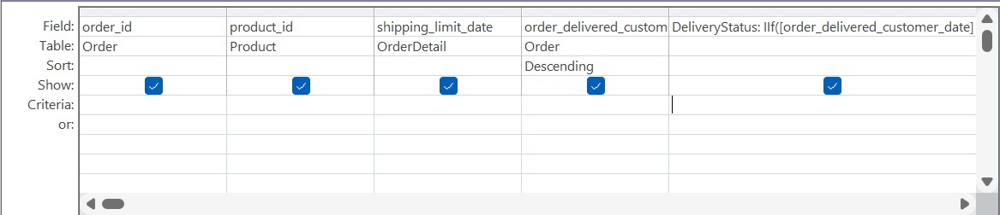 Field: order_id product_id shipping_limit_date order_delivered_custom DeliveryStatus: IIf([order_delivered_customer_date]
Table: Order Product OrderDetail Order
Sort: Descending
Show:
Criteria:
or: